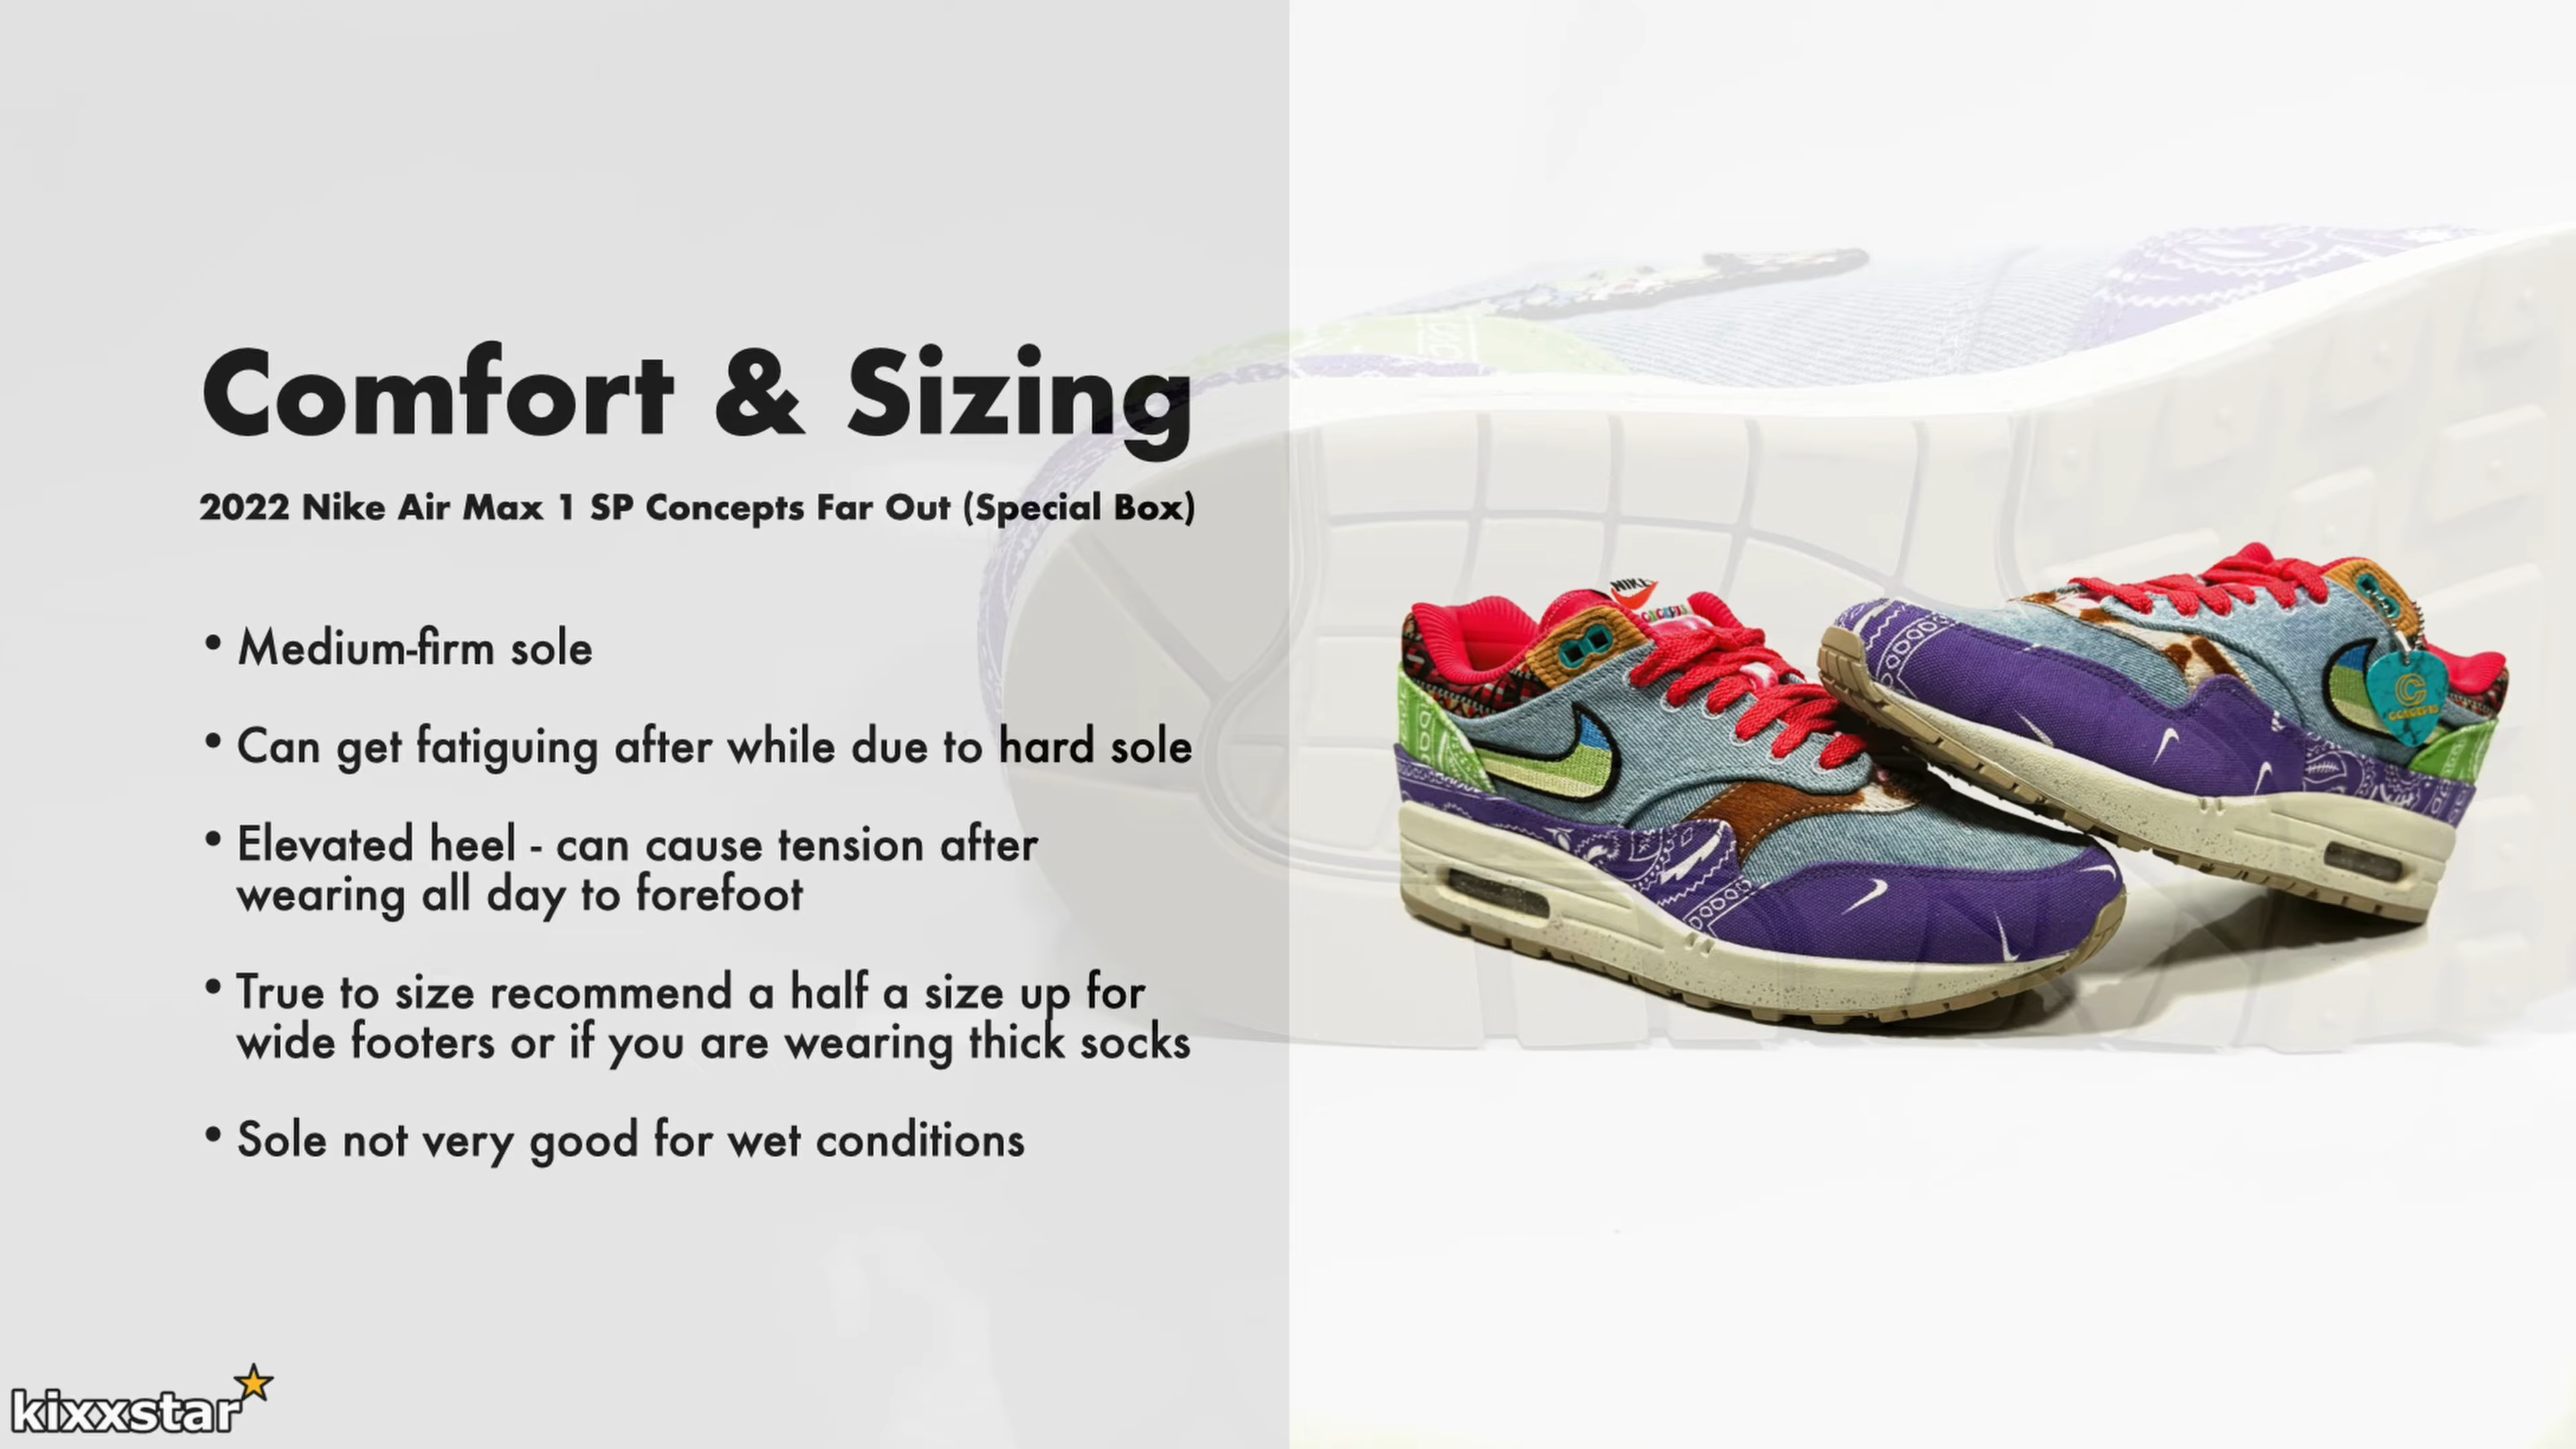 Comfort & Sizing
2022 Nike Air Max 1 SP Concepts Far Out (Special Box)
• Medium-firm sole
• Can get fatiguing after while due to hard sole
• Elevated heel - can cause tension after
wearing all day to forefoot
• True to size recommend a half a size up for
wide footers or if you are wearing thick socks
• Sole not very good for wet conditions
NIKE
CONCEPTS
CONCEPTS
kixxstar